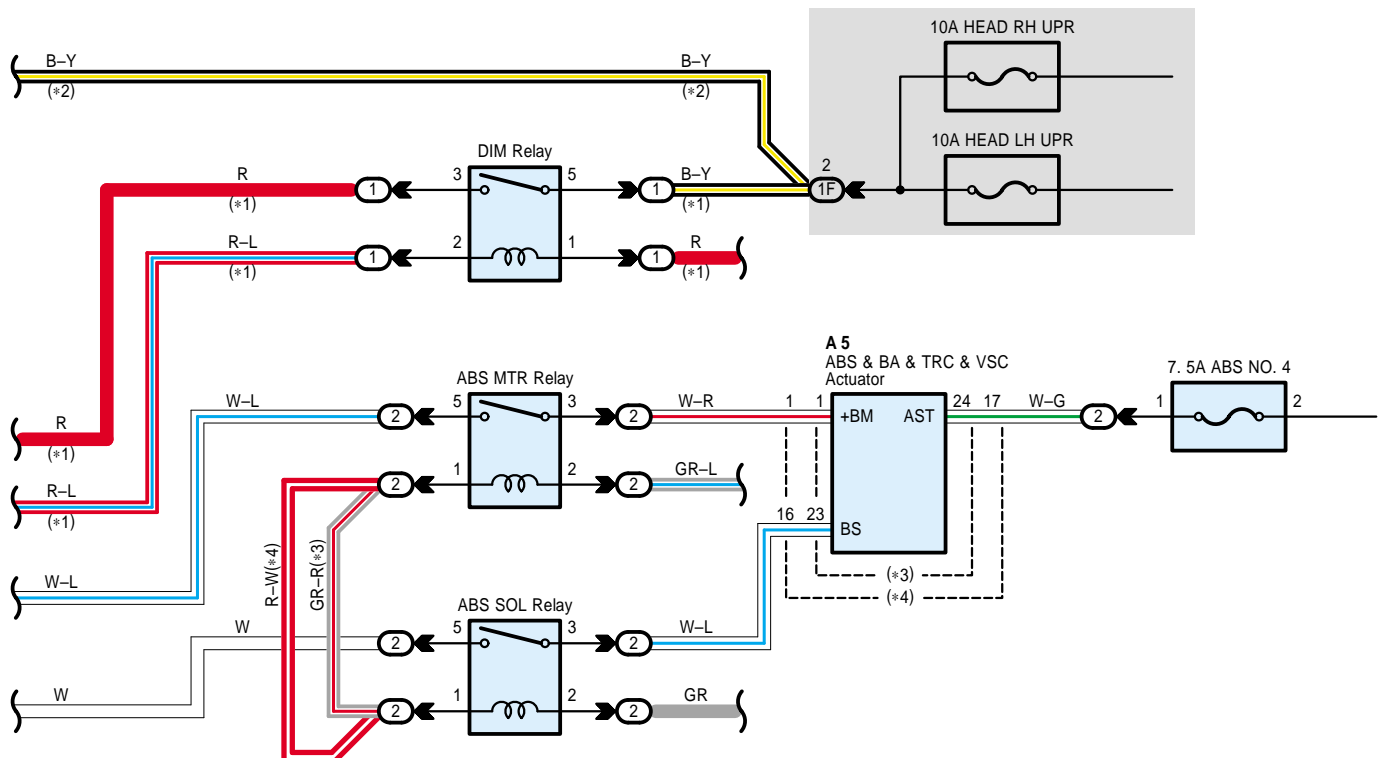 10A HEAD RH UPR
B–Y
B–Y
(*2)
(*2)
10A HEAD LH UPR
DIM Relay
2
R
3
5
B–Y
1
1
1F
(*1)
(*1)
R–L
2
1
R
1
1
(*1)
(*1)
A 5
ABS & BA & TRC & VSC
Actuator
7. 5A ABS NO. 4
ABS MTR Relay
W–L
5
3
W–R
1
1
24
17
W–G
1
2
2
2
+BM
AST
2
R
(*1)
1
2
GR–L
2
2
R–L
(*1)
16
23
BS
R–W(*4)
GR–R(*3)
(*3)
W–L
(*4)
ABS SOL Relay
W
5
3
W–L
2
2
W
1
2
GR
2
2